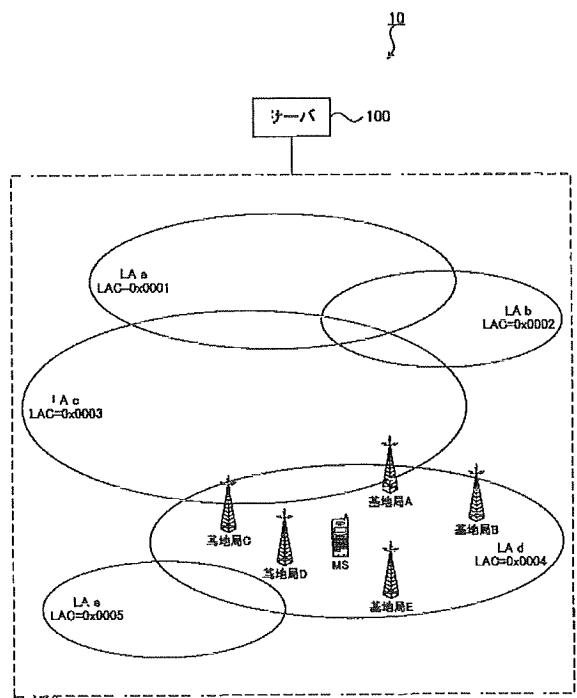 10
サーバ
100
LA a
LAC=0x0001
LA b
LAC=0x0002
LA c
LAC=0x0003
基地局A
基地局B
基地局C
基地局D
MS
LA d
LAC=0x0004
基地局E
LA e
LAC=0x0005